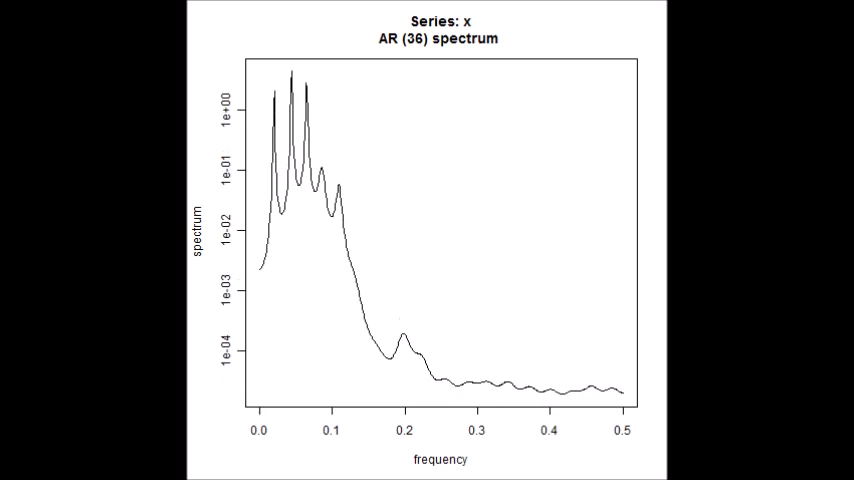 Series: x
AR (36) spectrum
spectrum
1e+00
1e-01
1e-02
1e-03
1e-04
0.0 0.1 0.2 0.3 0.4 0.5
frequency